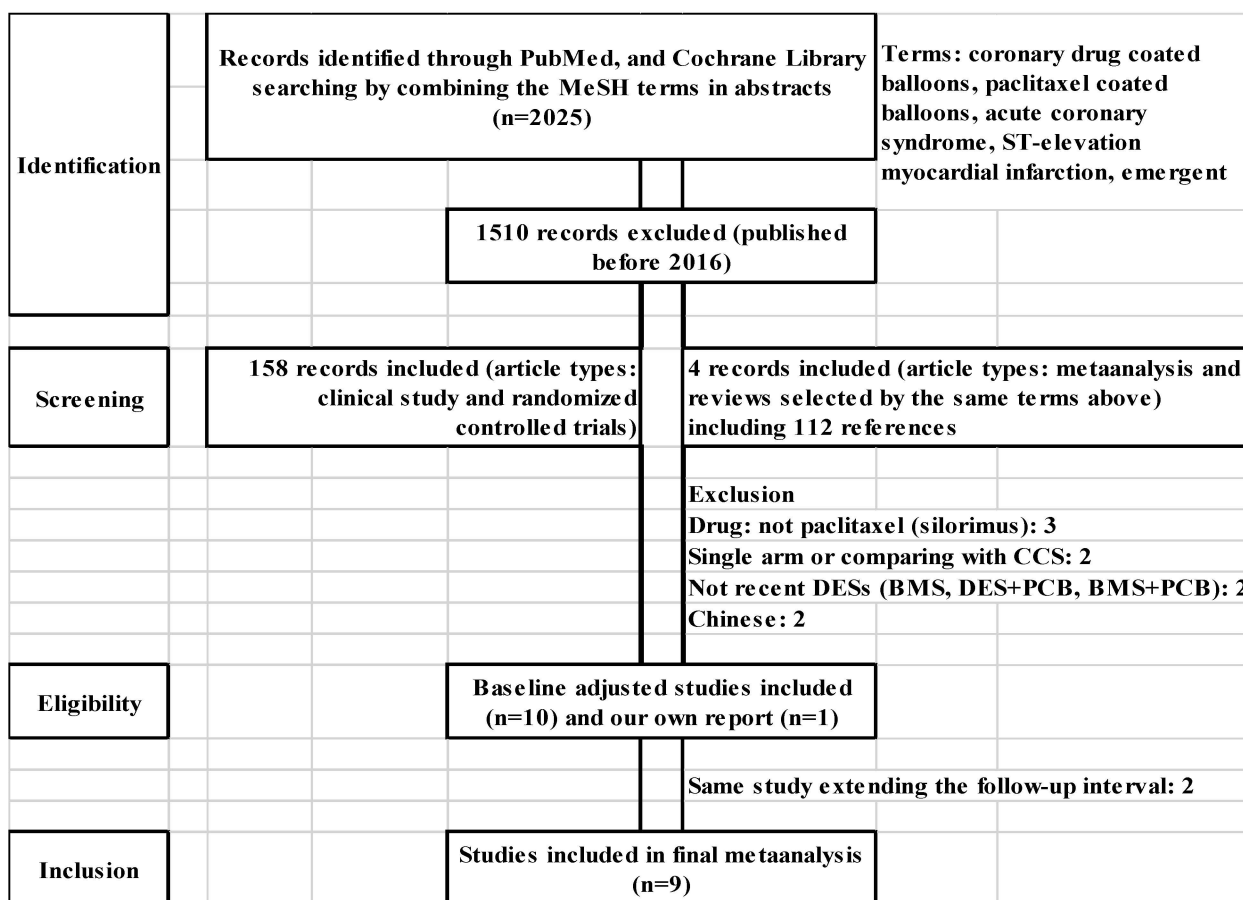 Identification
Records identified through PubMed, and Cochrane Library
searching by combining the MeSH terms in abstracts
(n=2025)
Terms: coronary drug coated
balloons, paclitaxel coated
balloons, acute coronary
syndrome, ST-elevation
myocardial infarction, emergent
1510 records excluded (published
before 2016)
Screening
158 records included (article types:
clinical study and randomized
controlled trials)
4 records included (article types: metaanalysis and
reviews selected by the same terms above)
including 112 references
Exclusion
Drug: not paclitaxel (silorimus): 3
Single arm or comparing with CCS: 2
Not recent DESs (BMS, DES+PCB, BMS+PCB): 2
Chinese: 2
Eligibility
Baseline adjusted studies included
(n=10) and our own report (n=1)
Same study extending the follow-up interval: 2
Inclusion
Studies included in final metaanalysis
(n=9)